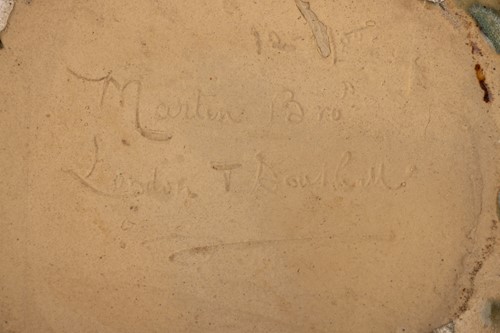 Martin Bros
London & Southall